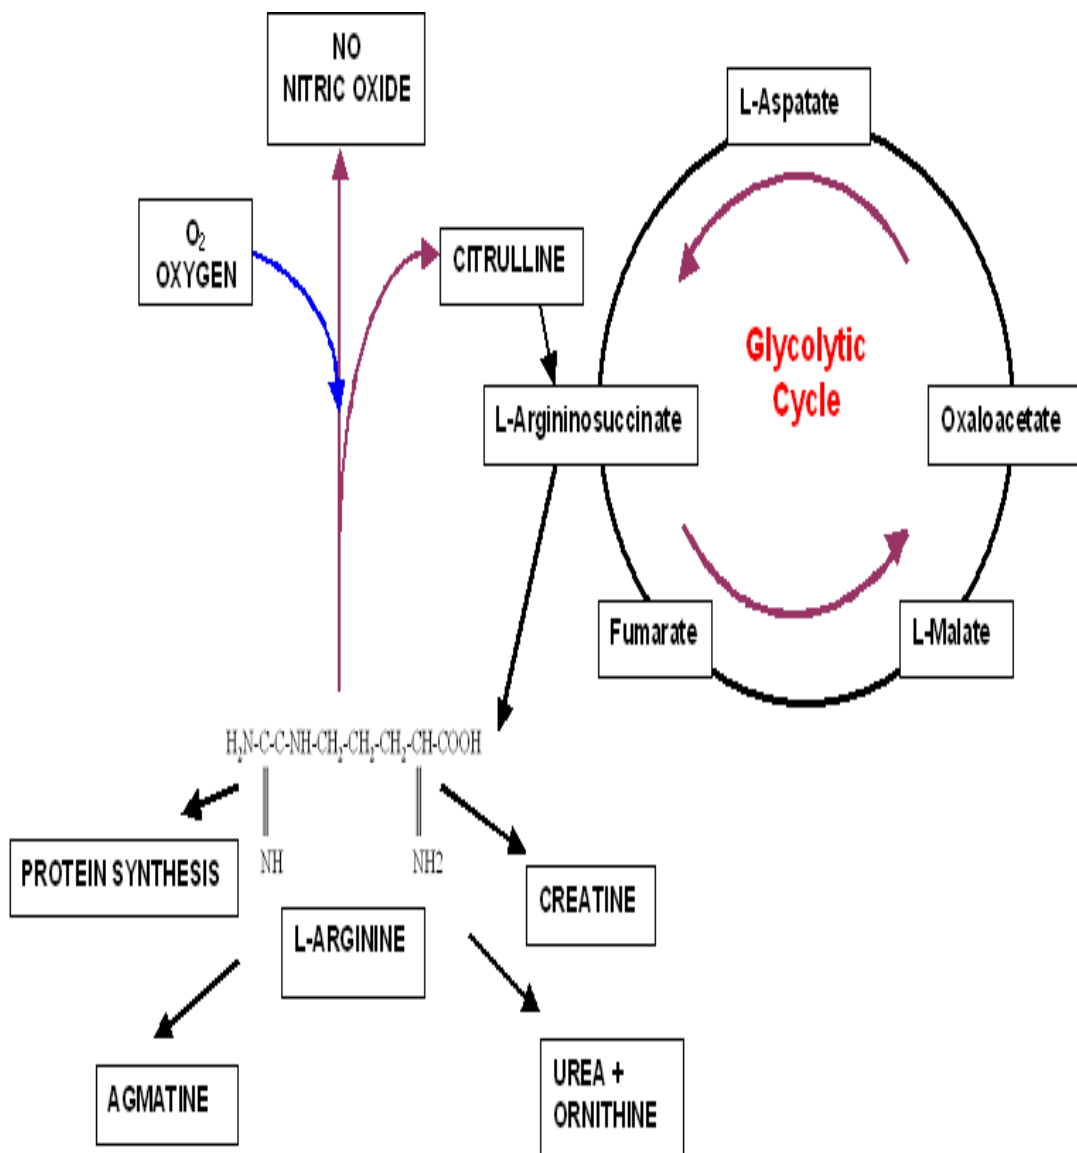 NO
NITRIC OXIDE
L-Aspatate
O₂
OXYGEN
CITRULLINE
Glycolytic
Cycle
L-Argininosuccinate
Oxaloacetate
Fumarate
L-Malate
H₂N-C-C-NH-CH₂-CH₂-CH₂-CH-COOH
NH
NH2
PROTEIN SYNTHESIS
CREATINE
L-ARGININE
AGMATINE
UREA +
ORNITHINE